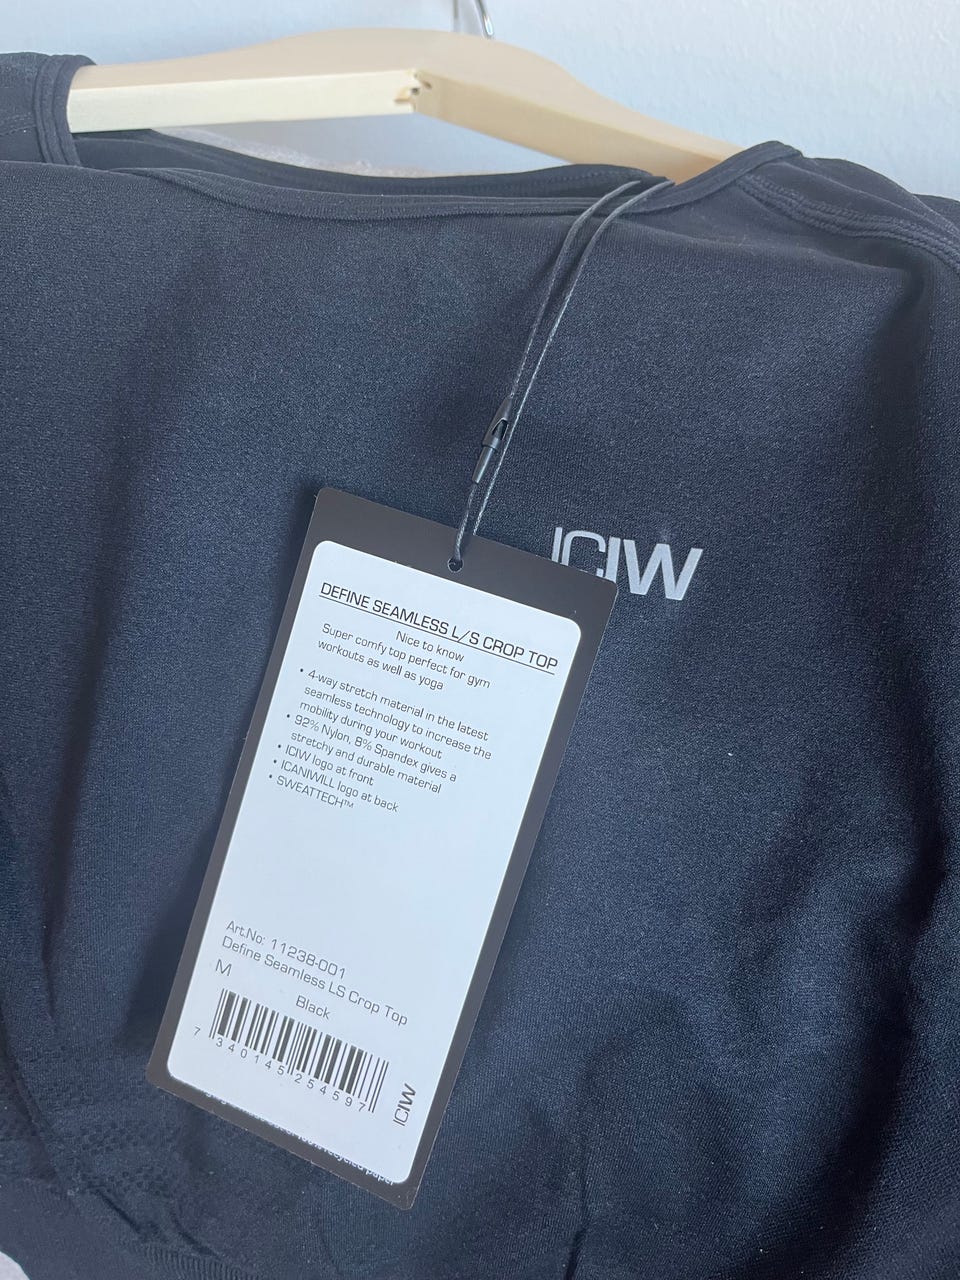 ICIW
DEFINE SEAMLESS L/S CROP TOP
Nice to know
Super comfy top perfect for gym
workouts as well as yoga
• 4-way stretch material in the latest
seamless technology to increase the
mobility during your workout
• 92% Nylon, 8% Spandex gives a
stretchy and durable material
• ICIW logo at front
• ICANIWILL logo at back
• SWEATTECH™
Art.No: 11238-001
Define Seamless LS Crop Top
M
Black
7 340145 254597
ICIW
recycled paper